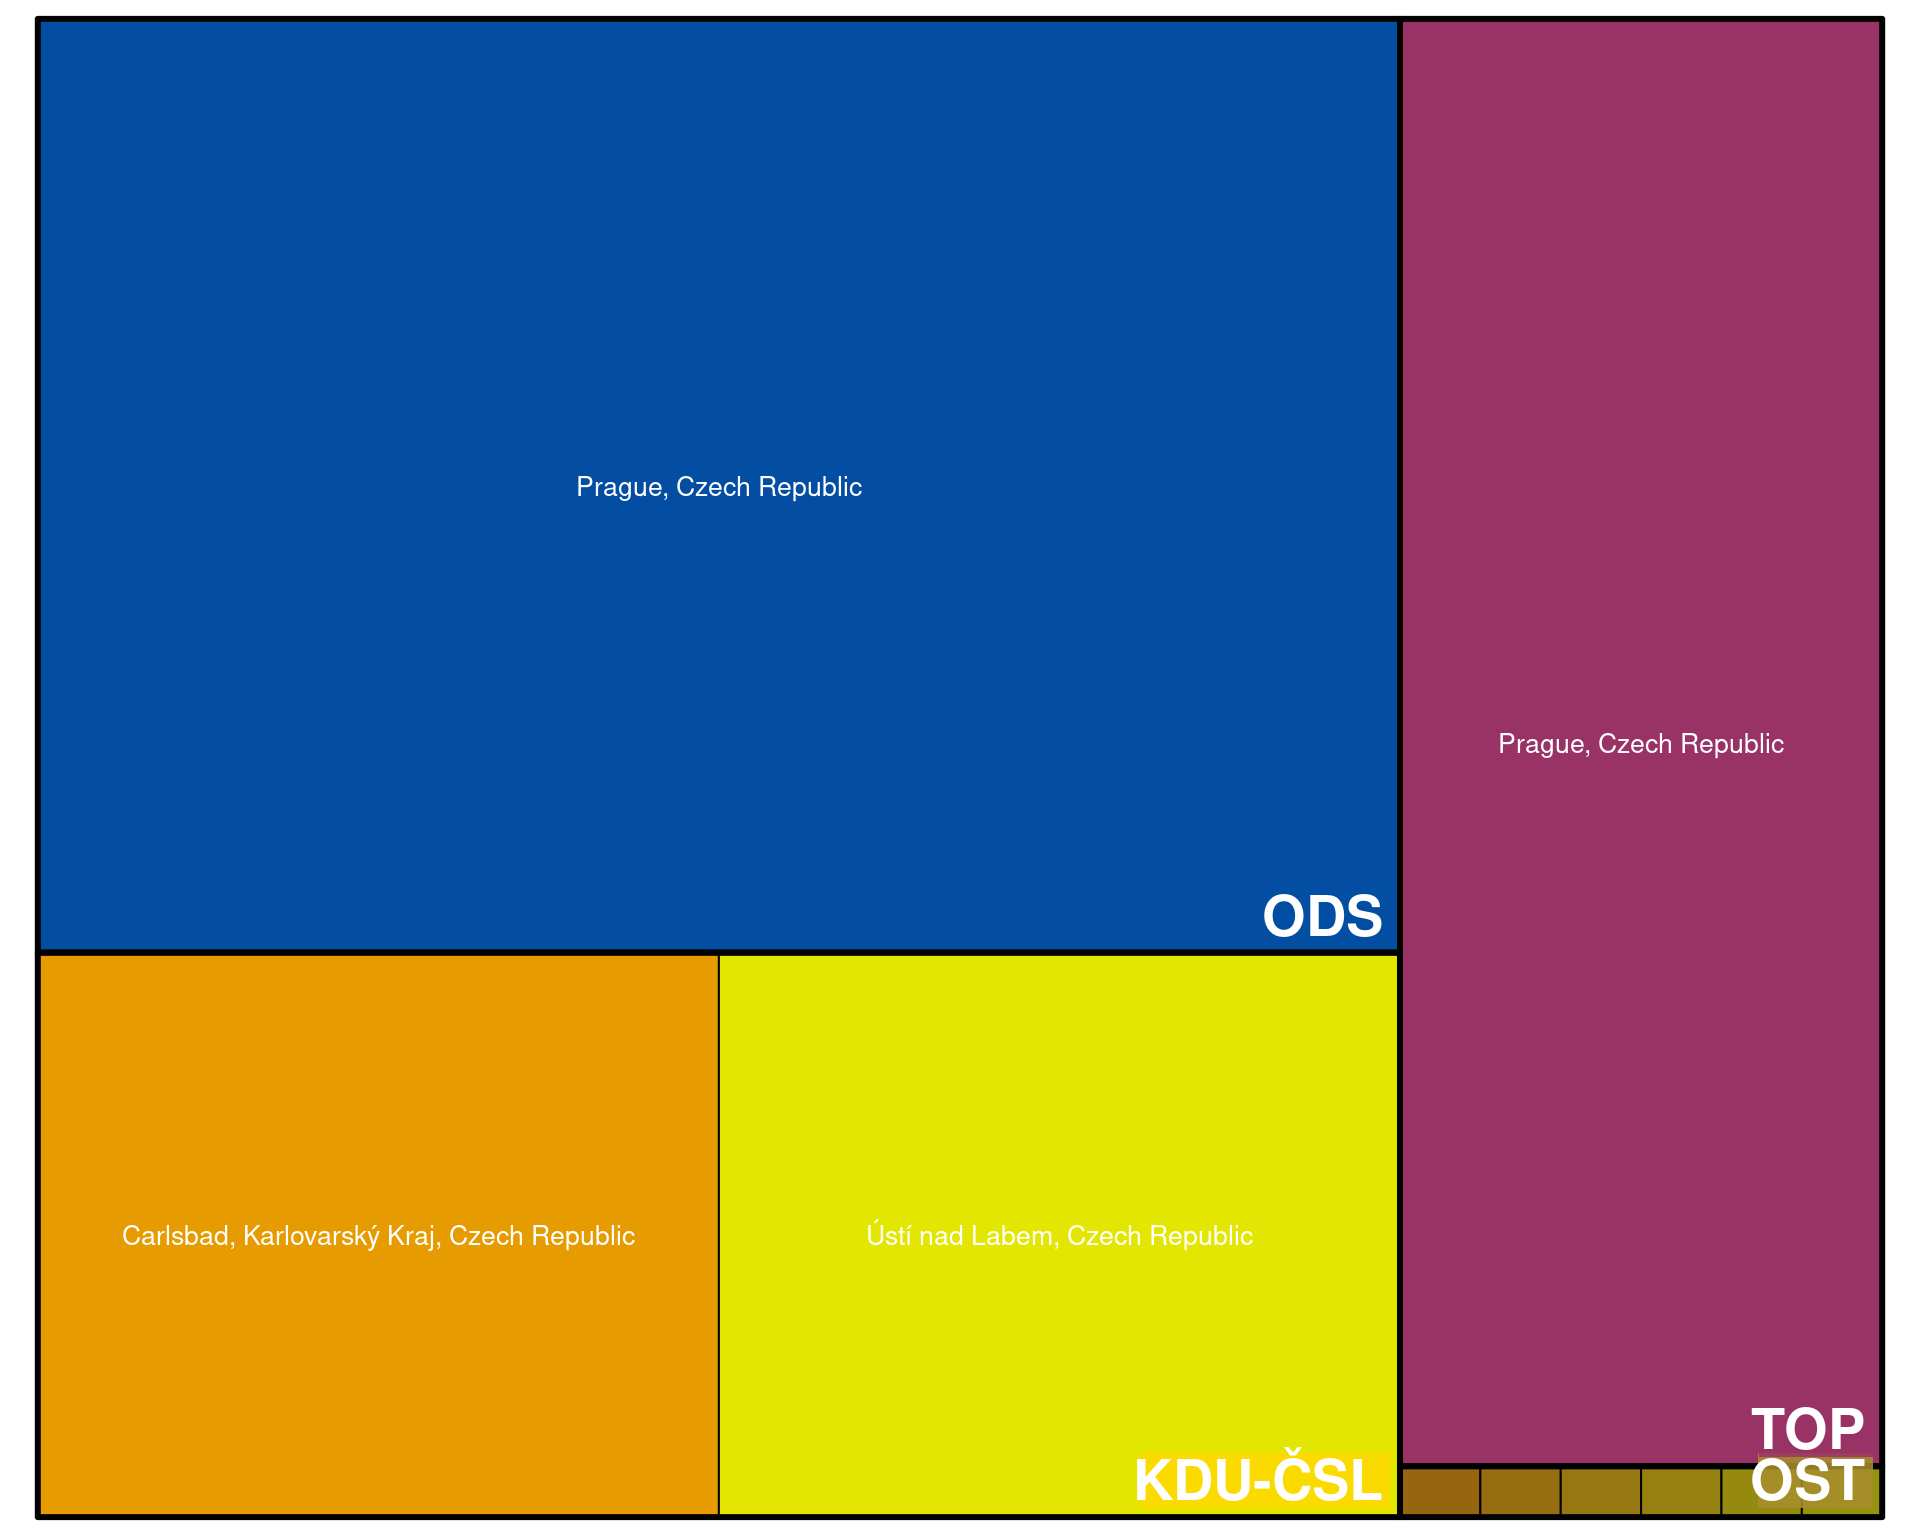 Prague, Czech Republic
ODS
Prague, Czech Republic
TOP
Carlsbad, Karlovarský Kraj, Czech Republic
Ústí nad Labem, Czech Republic
KDU-ČSL
OST